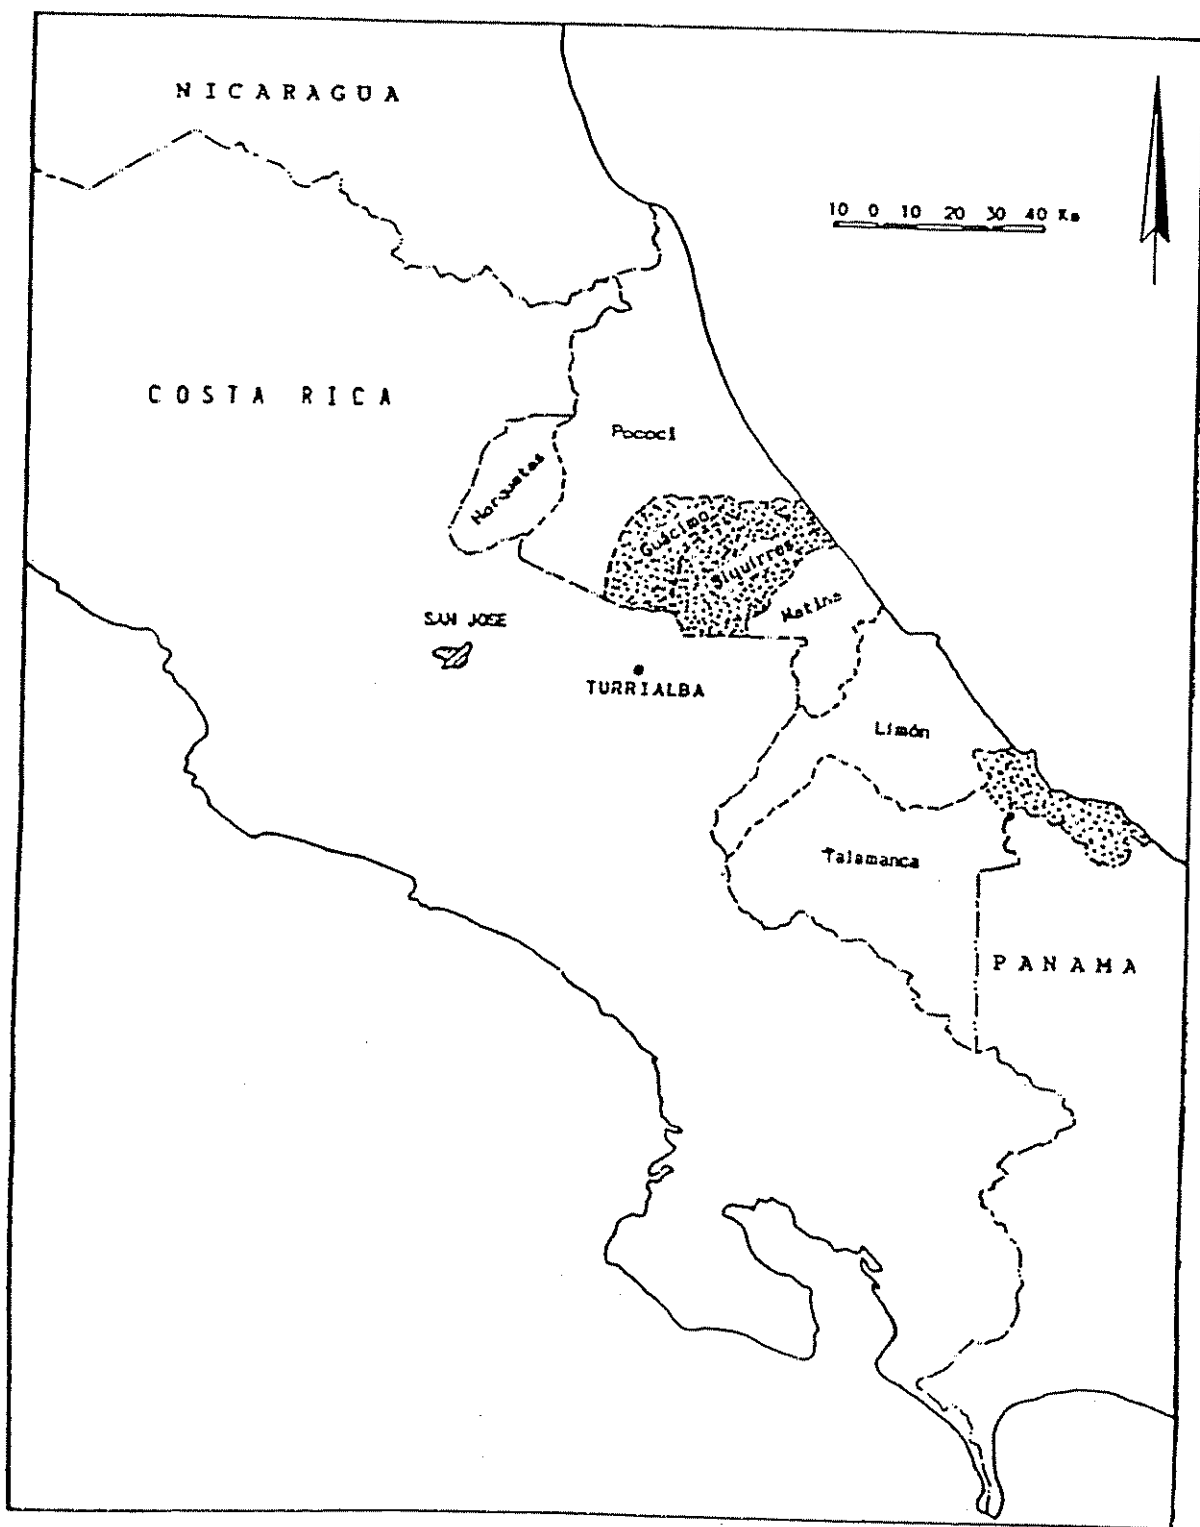 NICARAGUA
10 0 10 20 30 40 Km
COSTA RICA
Pococí
Horquetas
Guácimo
Siquirres
Matina
SAN JOSE
TURRIALBA
Limón
Talamanca
PANAMA